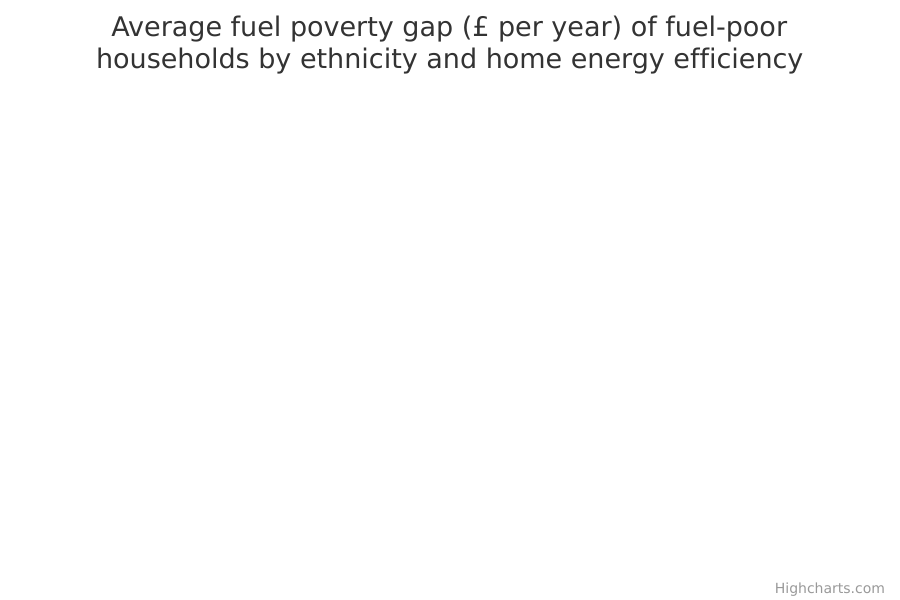 Average fuel poverty gap (£ per year) of fuel-poor
households by ethnicity and home energy efficiency
Highcharts.com